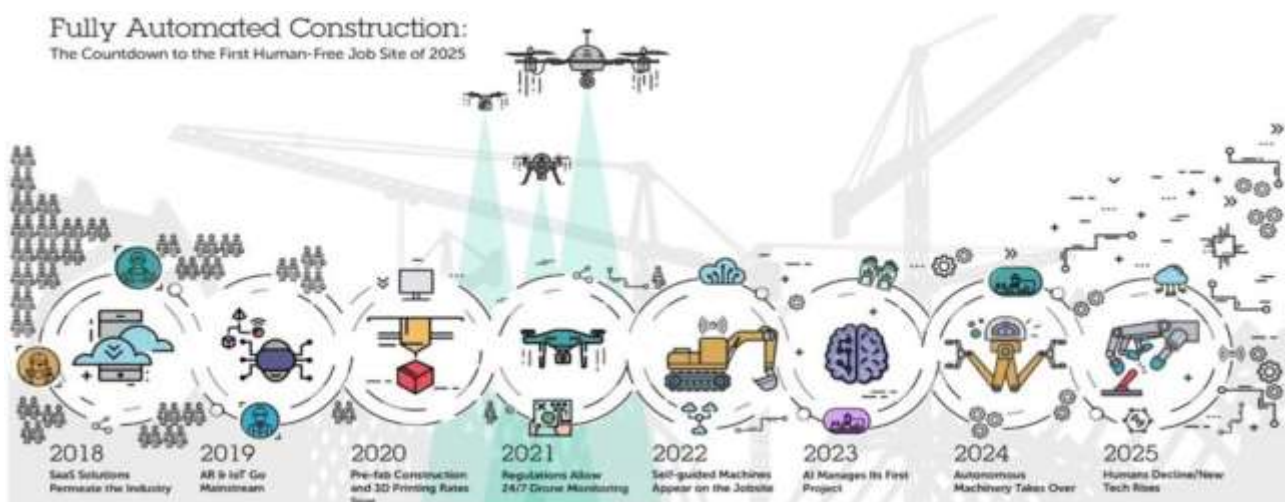 Fully Automated Construction:
The Countdown to the First Human-Free Job Site of 2025
2018
SaaS Solutions
Permeate the Industry
2019
AR & IoT Go
Mainstream
2020
Pre-fab Construction
and 3D Printing Rates
2021
Regulations Allow
24/7 Drone Monitoring
2022
Self-guided Machines
Appear on the Jobsite
2023
AI Manages Its First
Project
2024
Autonomous
Machinery Takes Over
2025
Humans Decline/New
Tech Rises